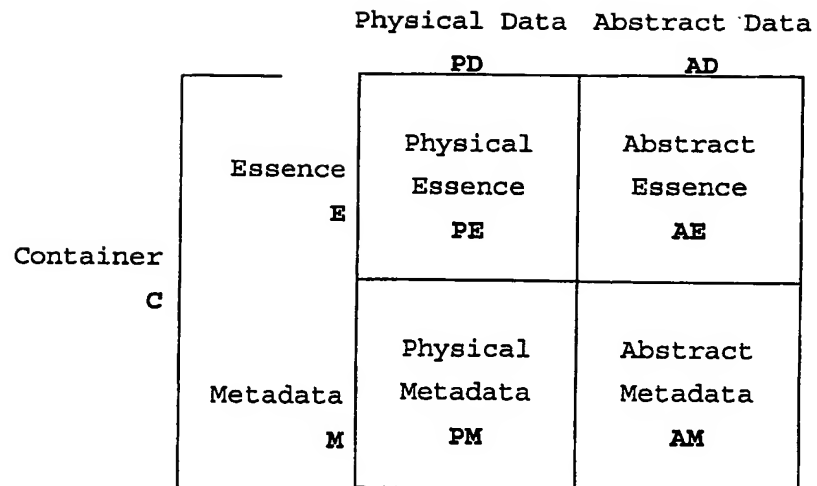 Physical Data Abstract Data
PD AD
Physical Abstract
Essence Essence Essence
E PE AE
Container
C
Physical Abstract
Metadata Metadata Metadata
M PM AM